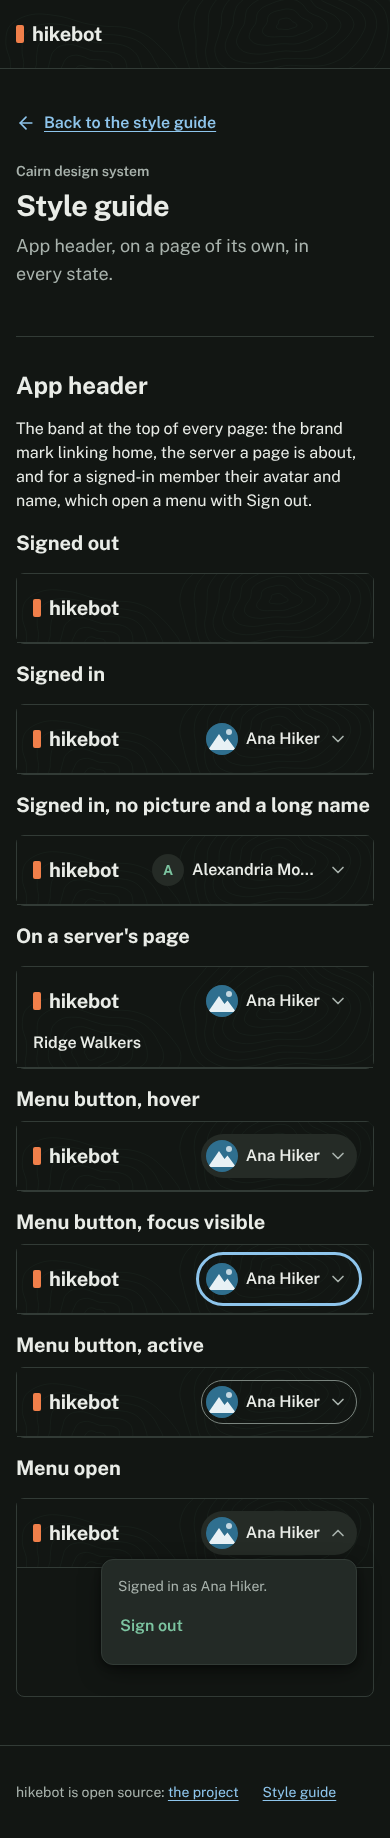 hikebot
Back to the style guide
Cairn design system
Style guide
App header, on a page of its own, in
every state.
App header
The band at the top of every page: the brand
mark linking home, the server a page is about,
and for a signed-in member their avatar and
name, which open a menu with Sign out.
Signed out
hikebot
Signed in
hikebot Ana Hiker
Signed in, no picture and a long name
hikebot A Alexandria Mo...
On a server's page
hikebot Ana Hiker
Ridge Walkers
Menu button, hover
hikebot Ana Hiker
Menu button, focus visible
hikebot Ana Hiker
Menu button, active
hikebot Ana Hiker
Menu open
hikebot Ana Hiker
Signed in as Ana Hiker.
Sign out
hikebot is open source: the project Style guide